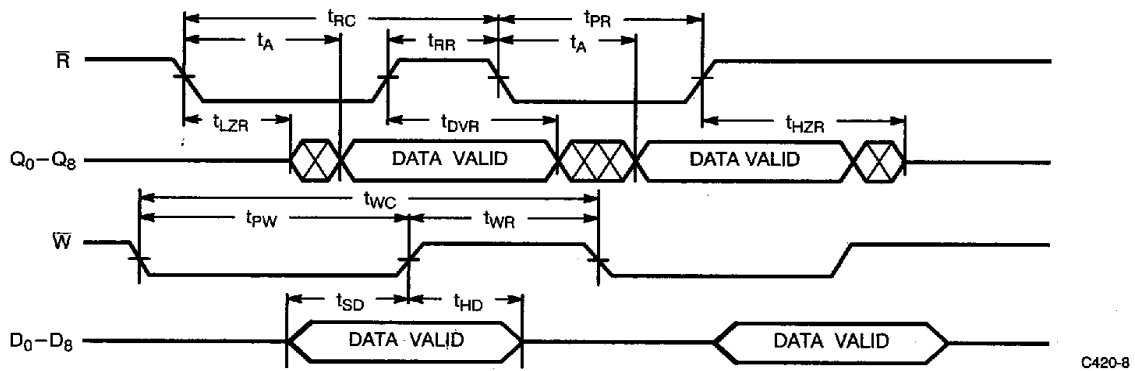 tRC tPR
tA tRR tA
R̅
tLZR tDVR tHZR
Q0–Q8 DATA VALID DATA VALID
tWC
tPW tWR
W̅
tSD tHD
D0–D8 DATA VALID DATA VALID
C420-8